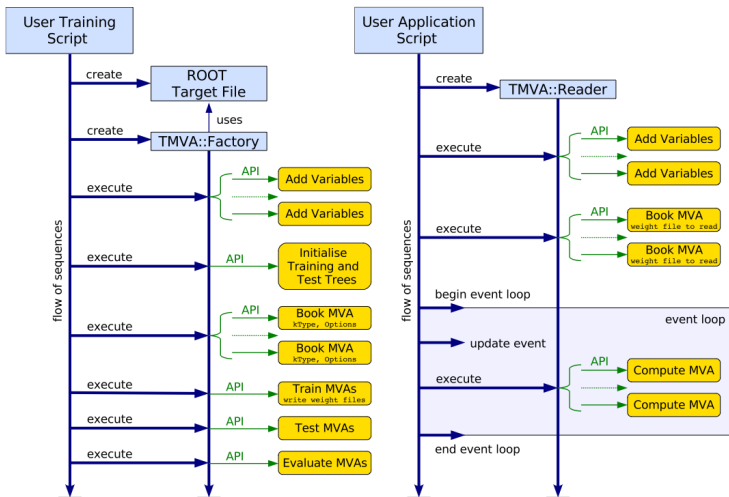 User Training
Script
create
ROOT
Target File
uses
create
TMVA::Factory
execute
API
Add Variables
Add Variables
execute
API
Initialise
Training and
Test Trees
flow of sequences
execute
API
Book MVA
kType, Options
Book MVA
kType, Options
execute
API
Train MVAs
write weight files
execute
API
Test MVAs
execute
API
Evaluate MVAs
User Application
Script
create
TMVA::Reader
execute
API
Add Variables
Add Variables
execute
API
Book MVA
weight file to read
Book MVA
weight file to read
flow of sequences
begin event loop
event loop
update event
execute
API
Compute MVA
Compute MVA
end event loop